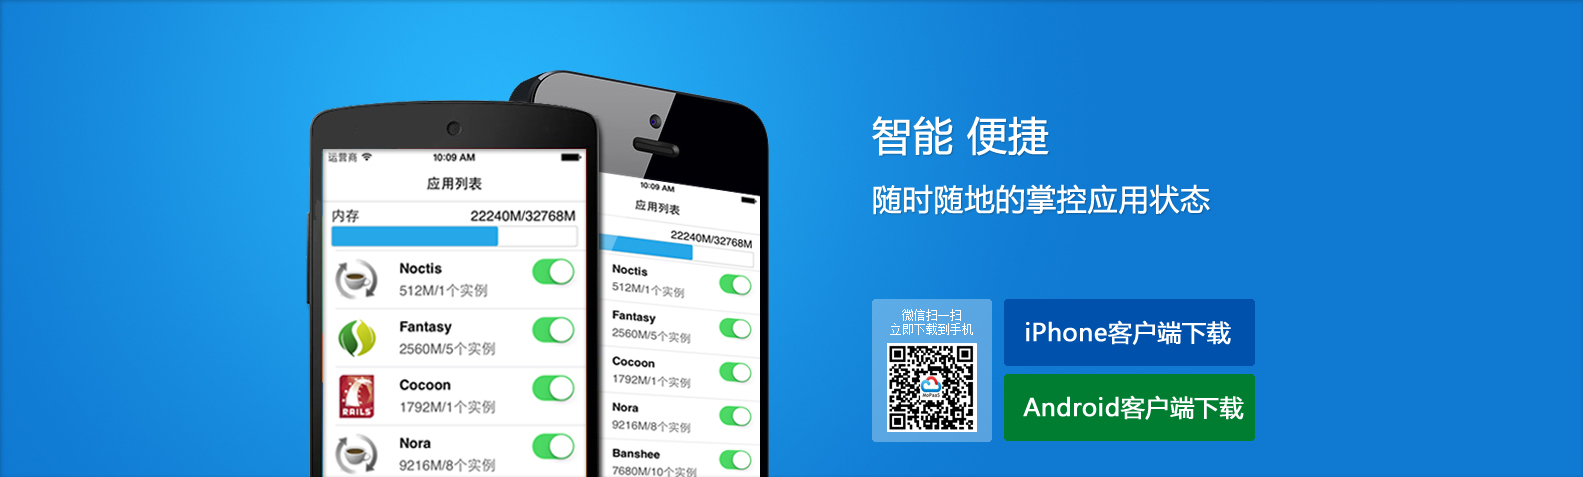 运营商 10:09 AM
应用列表
内存 22240M/32768M
Noctis
512M/1个实例
Fantasy
2560M/5个实例
Cocoon
1792M/1个实例
RAILS
Nora
9216M/8个实例
10:09 AM
应用列表
22240M/32768M
Noctis
512M/1个实例
Fantasy
2560M/5个实例
Cocoon
1792M/1个实例
Nora
9216M/8个实例
Banshee
7680M/10个实例
智能 便捷
随时随地的掌控应用状态
微信扫一扫
立即下载到手机
MoPaaS
iPhone客户端下载
Android客户端下载